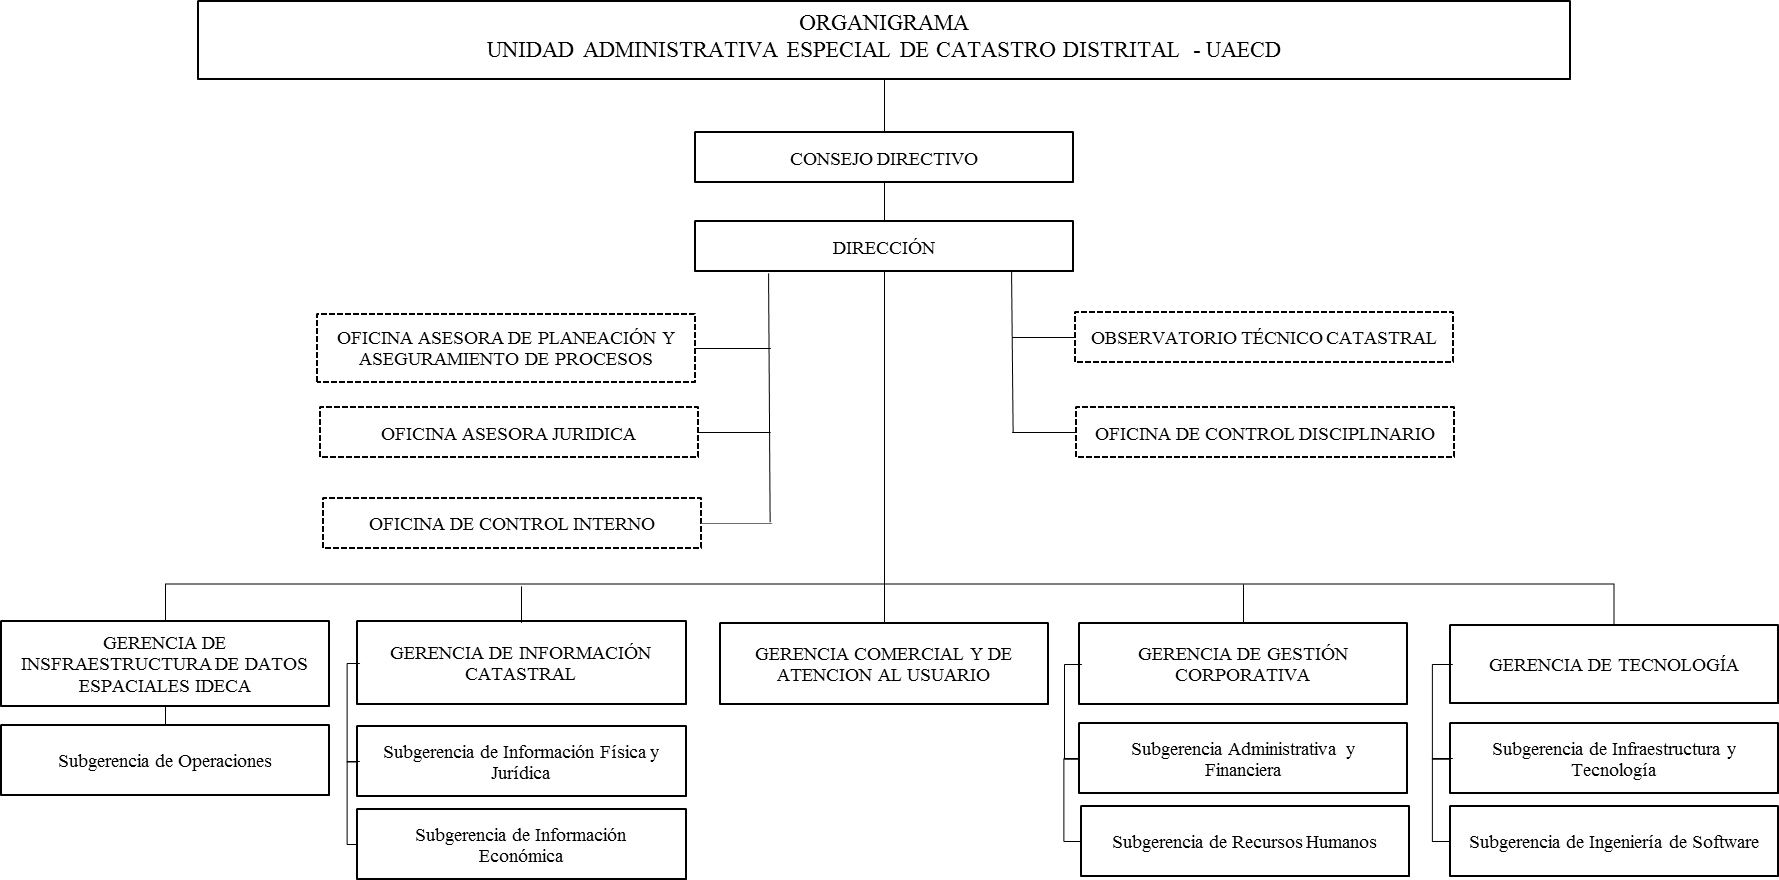 ORGANIGRAMA
UNIDAD ADMINISTRATIVA ESPECIAL DE CATASTRO DISTRITAL - UAECD
CONSEJO DIRECTIVO
DIRECCIÓN
OFICINA ASESORA DE PLANEACIÓN Y
ASEGURAMIENTO DE PROCESOS
OBSERVATORIO TÉCNICO CATASTRAL
OFICINA ASESORA JURIDICA
OFICINA DE CONTROL DISCIPLINARIO
OFICINA DE CONTROL INTERNO
GERENCIA DE
INSFRAESTRUCTURA DE DATOS
ESPACIALES IDECA
Subgerencia de Operaciones
GERENCIA DE INFORMACIÓN
CATASTRAL
Subgerencia de Información Física y
Jurídica
Subgerencia de Información
Económica
GERENCIA COMERCIAL Y DE
ATENCION AL USUARIO
GERENCIA DE GESTIÓN
CORPORATIVA
Subgerencia Administrativa y
Financiera
Subgerencia de Recursos Humanos
GERENCIA DE TECNOLOGÍA
Subgerencia de Infraestructura y
Tecnología
Subgerencia de Ingeniería de Software